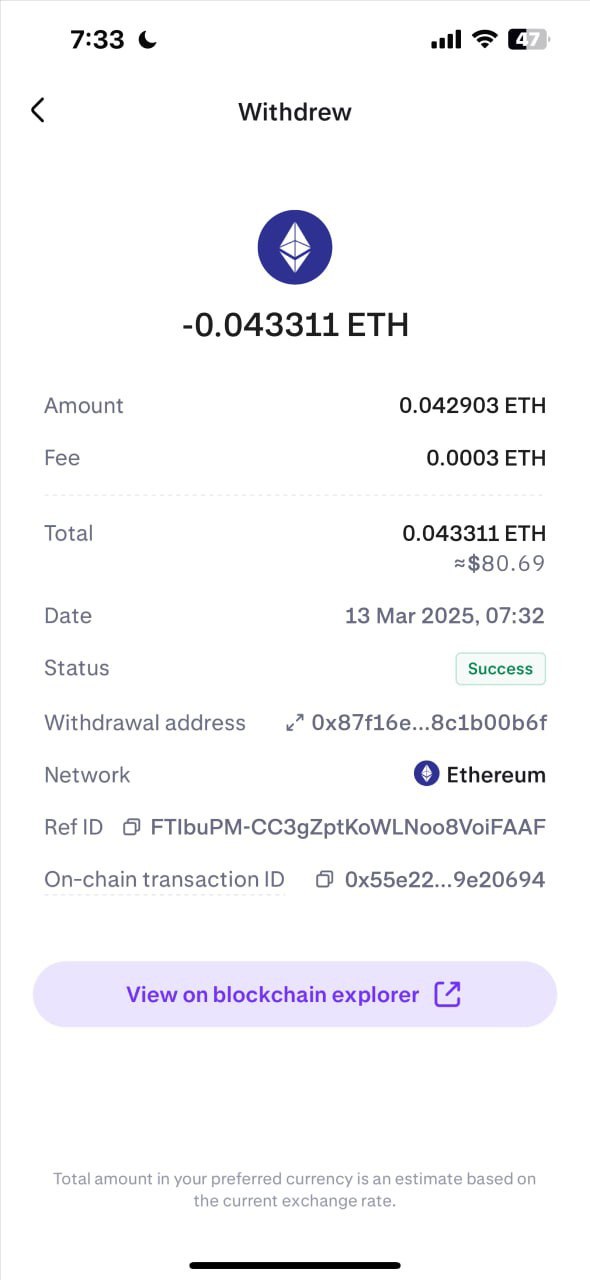 7:33
47
Withdrew
-0.043311 ETH
Amount 0.042903 ETH
Fee 0.0003 ETH
Total 0.043311 ETH
≈$80.69
Date 13 Mar 2025, 07:32
Status Success
Withdrawal address 0x87f16e...8c1b00b6f
Network Ethereum
Ref ID FTIbuPM-CC3gZptKoWLNoo8VoiFAAF
On-chain transaction ID 0x55e22...9e20694
View on blockchain explorer
Total amount in your preferred currency is an estimate based on
the current exchange rate.